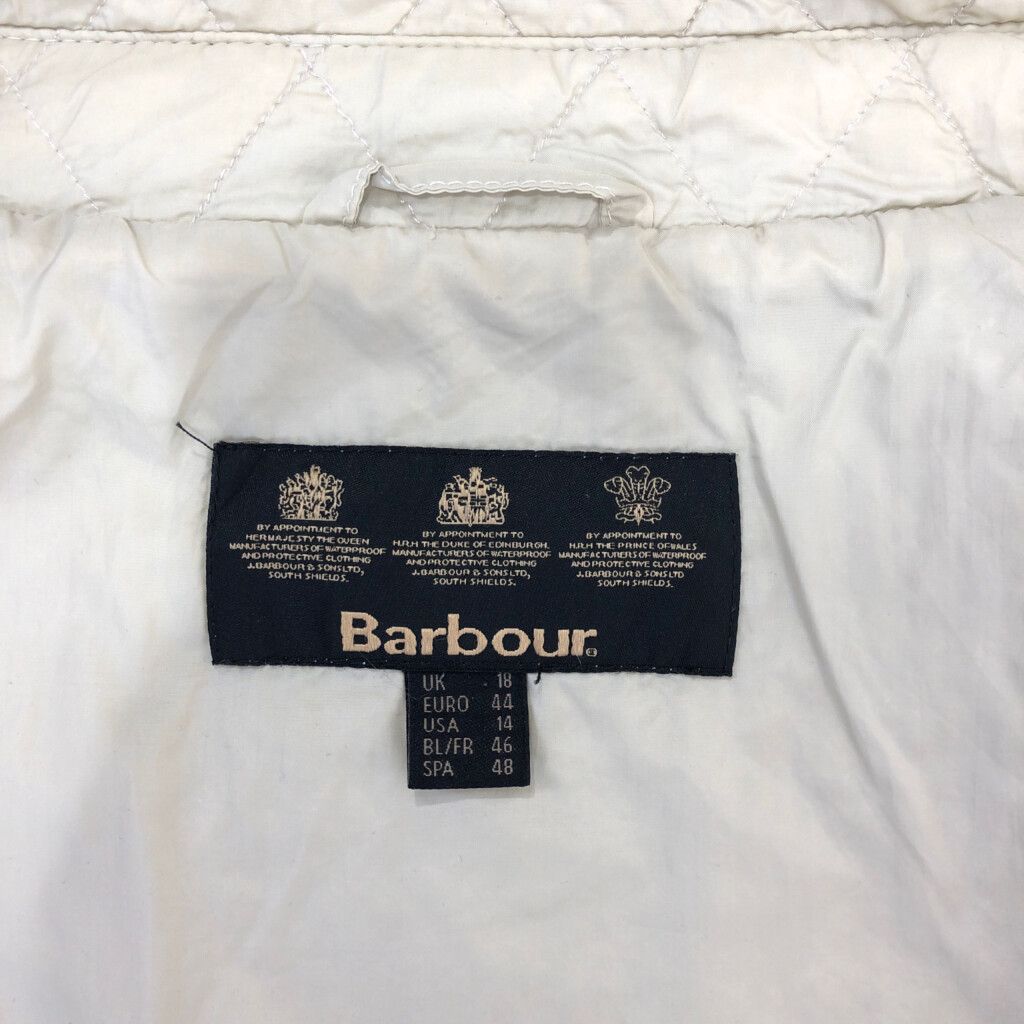 BY APPOINTMENT TO
HER MAJESTY THE QUEEN
MANUFACTURERS OF WATERPROOF
AND PROTECTIVE CLOTHING
J. BARBOUR & SONS LTD,
SOUTH SHIELDS.
BY APPOINTMENT TO
H.R.H THE DUKE OF EDINBURGH.
MANUFACTURERS OF WATERPROOF
AND PROTECTIVE CLOTHING
J. BARBOUR & SONS LTD,
SOUTH SHIELDS.
BY APPOINTMENT TO
H.R.H THE PRINCE OF WALES
MANUFACTURERS OF WATERPROOF
AND PROTECTIVE CLOTHING
J. BARBOUR & SONS LTD
SOUTH SHIELDS.
Barbour®
UK 18
EURO 44
USA 14
BL/FR 46
SPA 48